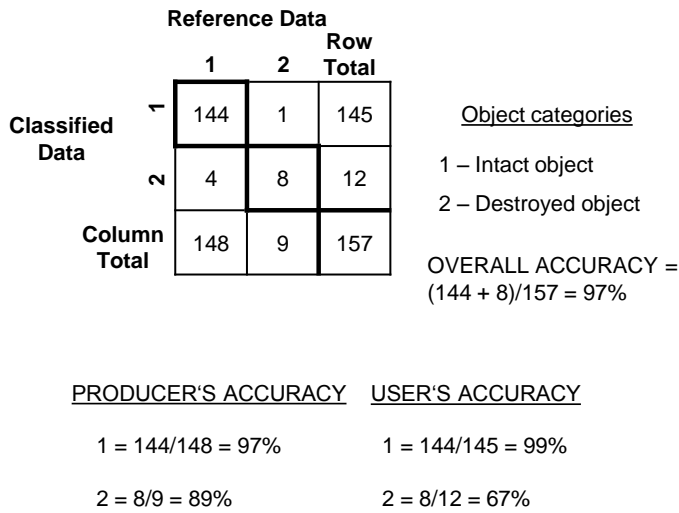 Reference Data
1 2 Row Total
Classified Data
1 144 1 145
2 4 8 12
Column Total 148 9 157
Object categories
1 – Intact object
2 – Destroyed object
OVERALL ACCURACY =
(144 + 8)/157 = 97%
PRODUCER‘S ACCURACY USER‘S ACCURACY
1 = 144/148 = 97% 1 = 144/145 = 99%
2 = 8/9 = 89% 2 = 8/12 = 67%